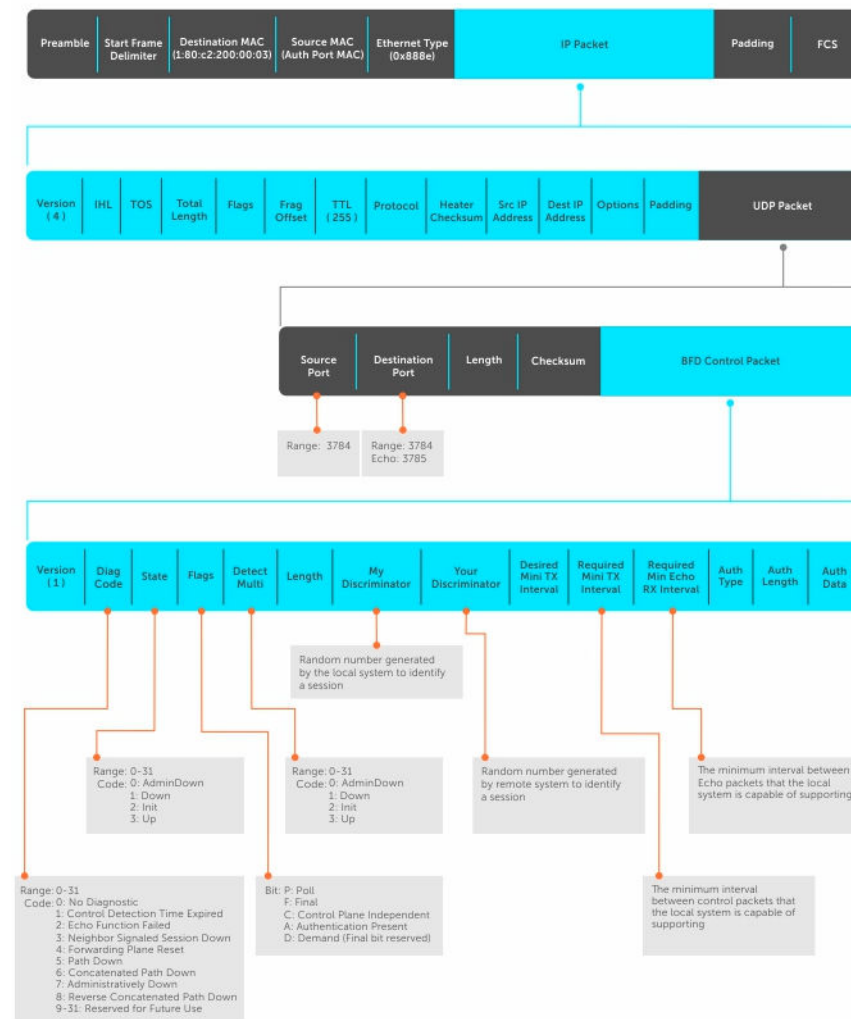 Preamble
Start Frame
Delimiter
Destination MAC
(1:80:c2:200:00:03)
Source MAC
(Auth Port MAC)
Ethernet Type
(0x888e)
IP Packet
Padding
FCS
Version
(4)
IHL
TOS
Total
Length
Flags
Frag
Offset
TTL
(255)
Protocol
Heater
Checksum
Src IP
Address
Dest IP
Address
Options
Padding
UDP Packet
Source
Port
Destination
Port
Length
Checksum
BFD Control Packet
Range: 3784
Range: 3784
Echo: 3785
Version
(1)
Diag
Code
State
Flags
Detect
Multi
Length
My
Discriminator
Your
Discriminator
Desired
Mini TX
Interval
Required
Mini TX
Interval
Required
Min Echo
RX Interval
Auth
Type
Auth
Length
Auth
Data
Random number generated
by the local system to identify
a session
Range: 0-31
Code: 0: AdminDown
1: Down
2: Init
3: Up
Range: 0-31
Code: 0: AdminDown
1: Down
2: Init
3: Up
Random number generated
by remote system to identify
a session
The minimum interval between
Echo packets that the local
system is capable of supporting
Range: 0-31
Code: 0: No Diagnostic
1: Control Detection Time Expired
2: Echo Function Failed
3: Neighbor Signaled Session Down
4: Forwarding Plane Reset
5: Path Down
6: Concatenated Path Down
7: Administratively Down
8: Reverse Concatenated Path Down
9-31: Reserved for Future Use
Bit: P: Poll
F: Final
C: Control Plane Independent
A: Authentication Present
D: Demand (Final bit reserved)
The minimum interval
between control packets that
the local system is capable of
supporting